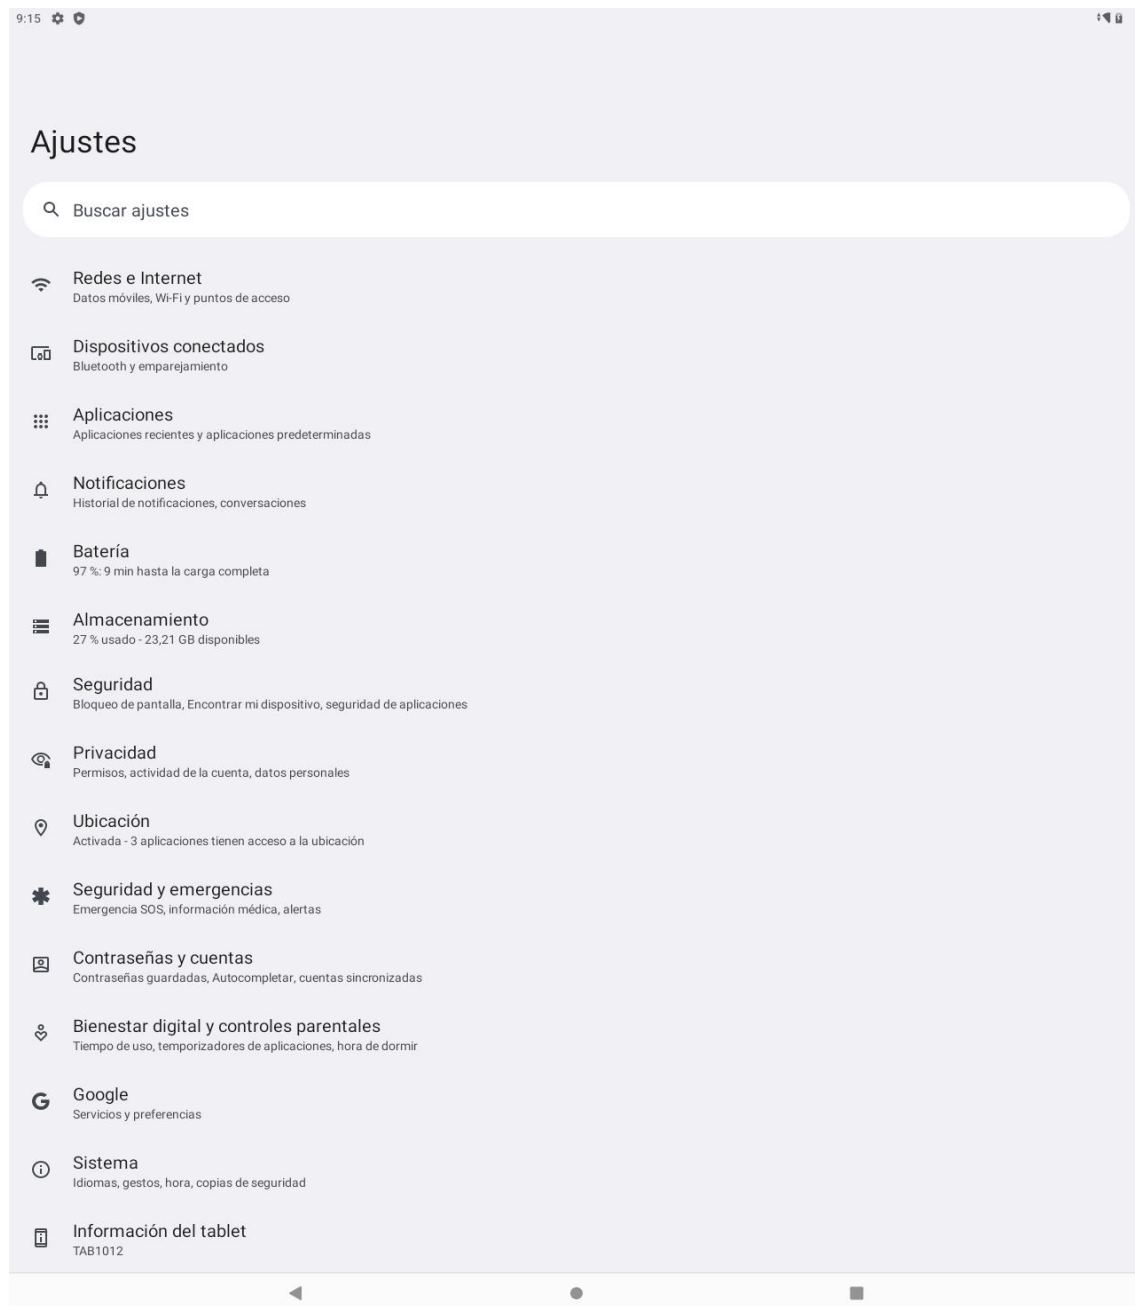 9:15
Ajustes
Buscar ajustes
Redes e Internet
Datos móviles, Wi-Fi y puntos de acceso
Dispositivos conectados
Bluetooth y emparejamiento
Aplicaciones
Aplicaciones recientes y aplicaciones predeterminadas
Notificaciones
Historial de notificaciones, conversaciones
Batería
97 %: 9 min hasta la carga completa
Almacenamiento
27 % usado - 23,21 GB disponibles
Seguridad
Bloqueo de pantalla, Encontrar mi dispositivo, seguridad de aplicaciones
Privacidad
Permisos, actividad de la cuenta, datos personales
Ubicación
Activada - 3 aplicaciones tienen acceso a la ubicación
Seguridad y emergencias
Emergencia SOS, información médica, alertas
Contraseñas y cuentas
Contraseñas guardadas, Autocompletar, cuentas sincronizadas
Bienestar digital y controles parentales
Tiempo de uso, temporizadores de aplicaciones, hora de dormir
Google
Servicios y preferencias
Sistema
Idiomas, gestos, hora, copias de seguridad
Información del tablet
TAB1012